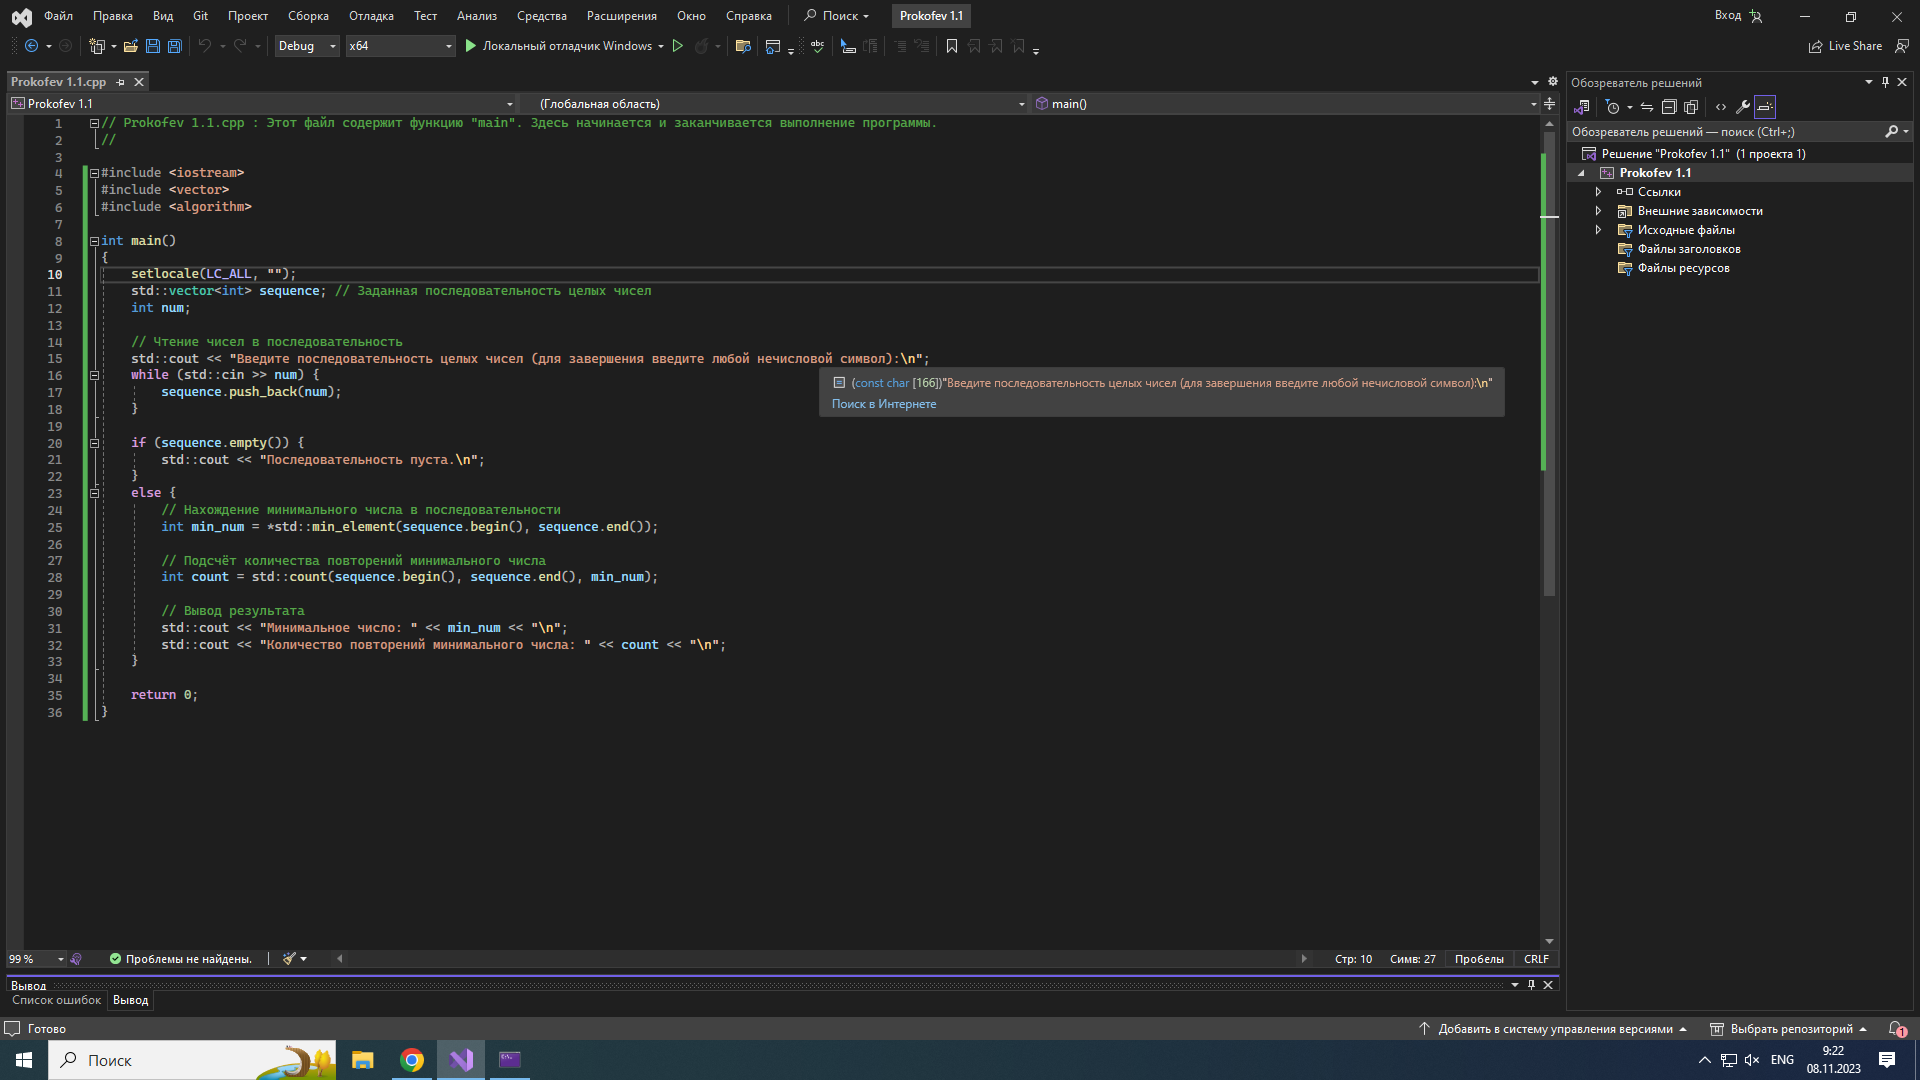 Файл Правка Вид Git Проект Сборка Отладка Тест Анализ Средства Расширения Окно Справка Поиск Prokofev 1.1 Вход
Debug x64 Локальный отладчик Windows Live Share
Prokofev 1.1.cpp
Prokofev 1.1 (Глобальная область) main()
1 // Prokofev 1.1.cpp : Этот файл содержит функцию "main". Здесь начинается и заканчивается выполнение программы.
2 //
3
4 #include <iostream>
5 #include <vector>
6 #include <algorithm>
7
8 int main()
9 {
10 setlocale(LC_ALL, "");
11 std::vector<int> sequence; // Заданная последовательность целых чисел
12 int num;
13
14 // Чтение чисел в последовательность
15 std::cout << "Введите последовательность целых чисел (для завершения введите любой нечисловой символ):\n";
16 while (std::cin >> num) {
17 sequence.push_back(num);
18 }
19
20 if (sequence.empty()) {
21 std::cout << "Последовательность пуста.\n";
22 }
23 else {
24 // Нахождение минимального числа в последовательности
25 int min_num = *std::min_element(sequence.begin(), sequence.end());
26
27 // Подсчёт количества повторений минимального числа
28 int count = std::count(sequence.begin(), sequence.end(), min_num);
29
30 // Вывод результата
31 std::cout << "Минимальное число: " << min_num << "\n";
32 std::cout << "Количество повторений минимального числа: " << count << "\n";
33 }
34
35 return 0;
36 }
(const char [166])"Введите последовательность целых чисел (для завершения введите любой нечисловой символ):\n"
Поиск в Интернете
Обозреватель решений
Обозреватель решений — поиск (Ctrl+;)
Решение "Prokofev 1.1" (1 проекта 1)
Prokofev 1.1
Ссылки
Внешние зависимости
Исходные файлы
Файлы заголовков
Файлы ресурсов
99 % Проблемы не найдены. Стр: 10 Симв: 27 Пробелы CRLF
Вывод
Список ошибок Вывод
Готово Добавить в систему управления версиями Выбрать репозиторий 1
Поиск ENG 9:22
08.11.2023